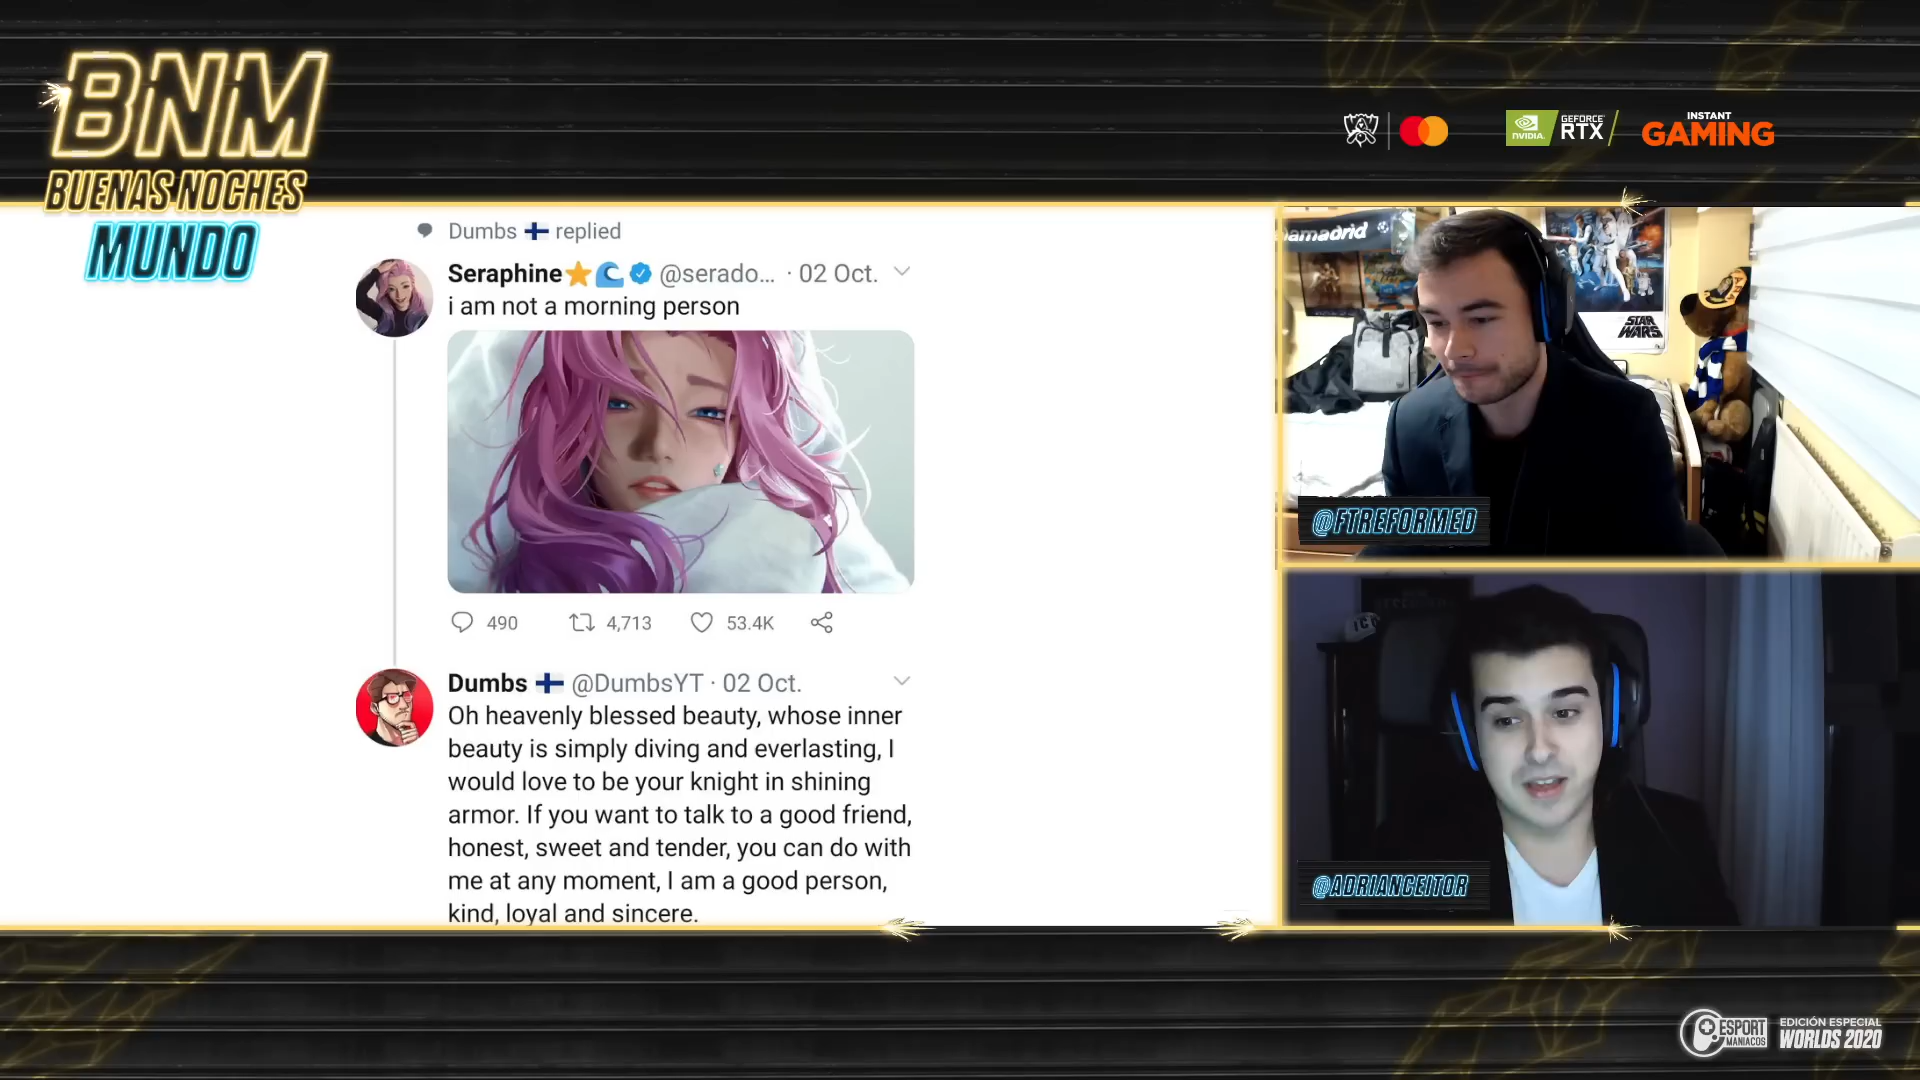 BNM
BUENAS NOCHES
MUNDO
NVIDIA.
GEFORCE
RTX
INSTANT
GAMING
Dumbs replied
Seraphine @serado... · 02 Oct.
i am not a morning person
490 4,713 53.4K
Dumbs @DumbsYT · 02 Oct.
Oh heavenly blessed beauty, whose inner
beauty is simply diving and everlasting, I
would love to be your knight in shining
armor. If you want to talk to a good friend,
honest, sweet and tender, you can do with
me at any moment, I am a good person,
kind, loyal and sincere.
amadrid
STAR
WARS
@FTREFORMED
@ADRIANCEITOR
ESPORT
MANIACOS
EDICIÓN ESPECIAL
WORLDS 2020